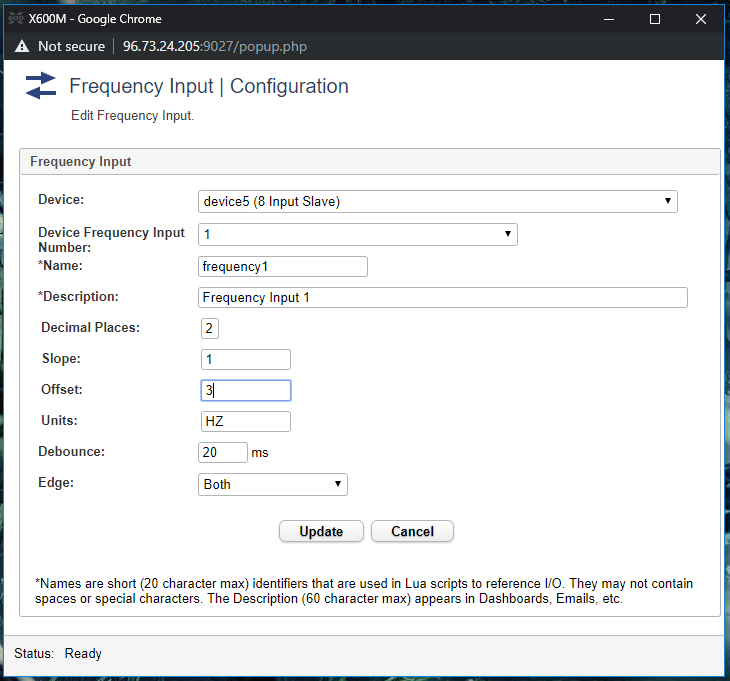 X600M - Google Chrome
Not secure | 96.73.24.205:9027/popup.php
Frequency Input | Configuration
Edit Frequency Input.
Frequency Input
Device: device5 (8 Input Slave)
Device Frequency Input
Number: 1
*Name: frequency1
*Description: Frequency Input 1
Decimal Places: 2
Slope: 1
Offset: 3
Units: HZ
Debounce: 20 ms
Edge: Both
Update Cancel
*Names are short (20 character max) identifiers that are used in Lua scripts to reference I/O. They may not contain
spaces or special characters. The Description (60 character max) appears in Dashboards, Emails, etc.
Status: Ready